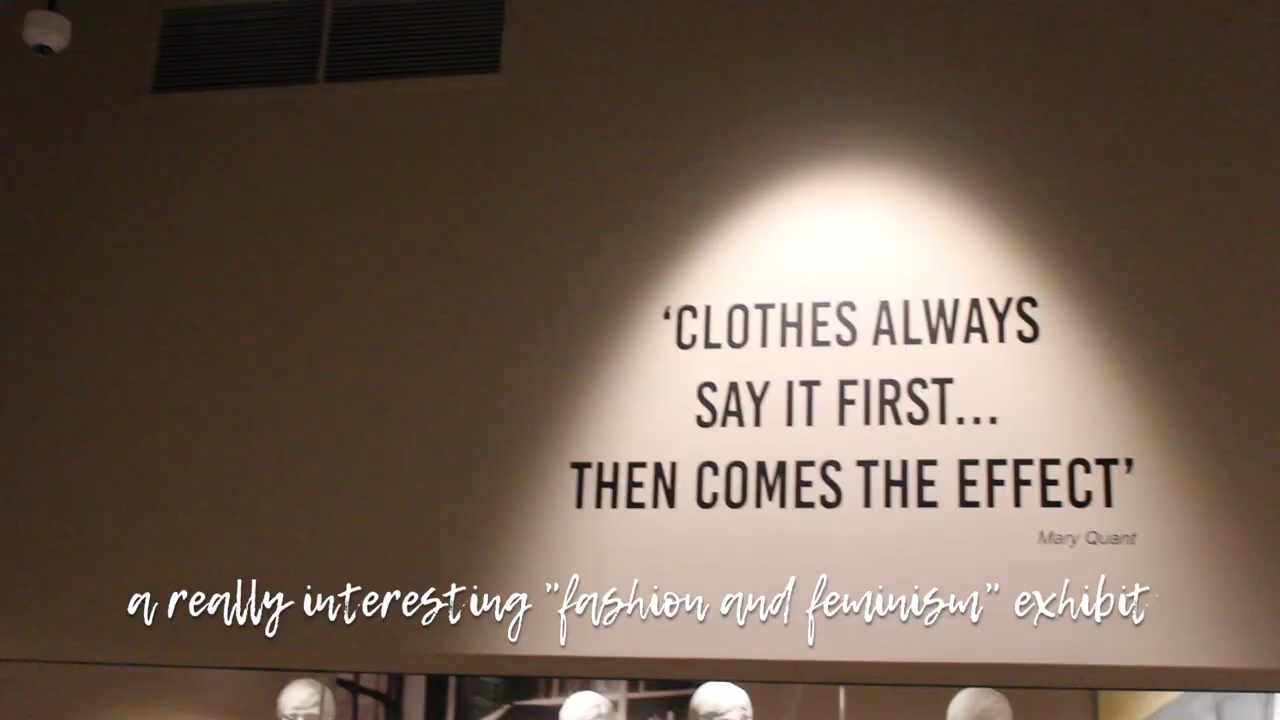 ‘CLOTHES ALWAYS
SAY IT FIRST...
THEN COMES THE EFFECT’
Mary Quant
a really interesting "fashion and feminism" exhibit